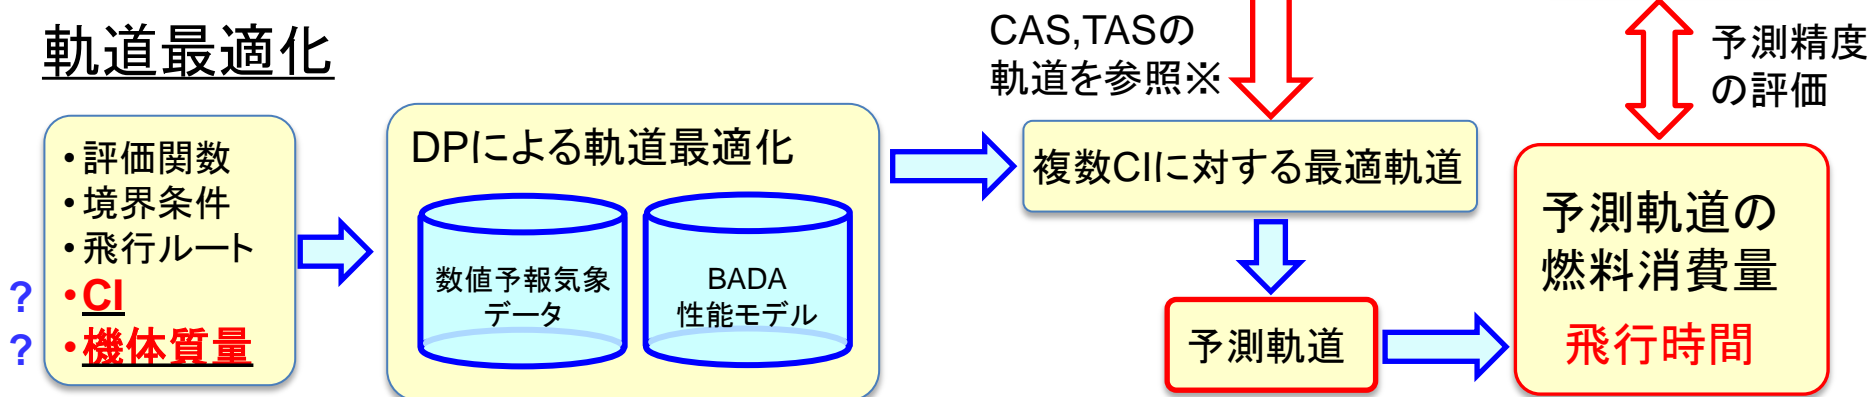 軌道最適化
CAS,TASの
軌道を参照※
予測精度
の評価
•評価関数
•境界条件
•飛行ルート
? •CI
? •機体質量
DPによる軌道最適化
数値予報気象
データ
BADA
性能モデル
複数CIに対する最適軌道
予測軌道
予測軌道の
燃料消費量
飛行時間